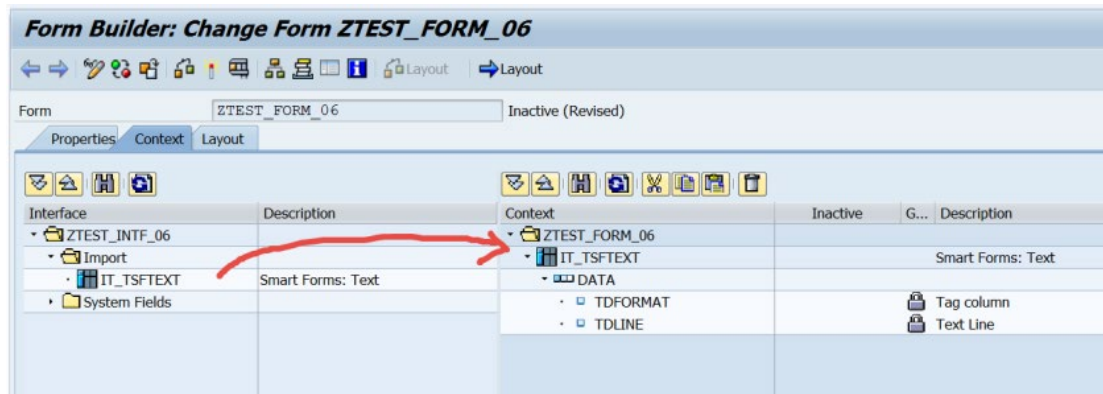 Form Builder: Change Form ZTEST_FORM_06
Layout Layout
Form ZTEST_FORM_06 Inactive (Revised)
Properties Context Layout
Interface Description Context Inactive G... Description
ZTEST_INTF_06 ZTEST_FORM_06
Import IT_TSFTEXT Smart Forms: Text
IT_TSFTEXT Smart Forms: Text DATA
System Fields TDFORMAT Tag column
TDLINE Text Line